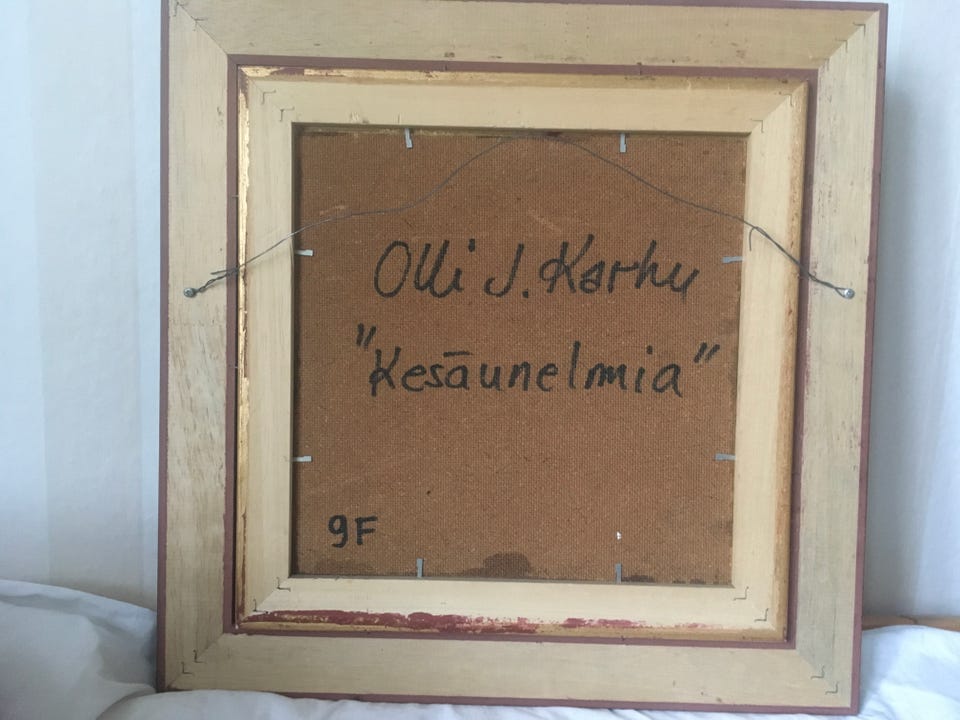 Olli J. Karhu
"Kesäunelmia"
9F